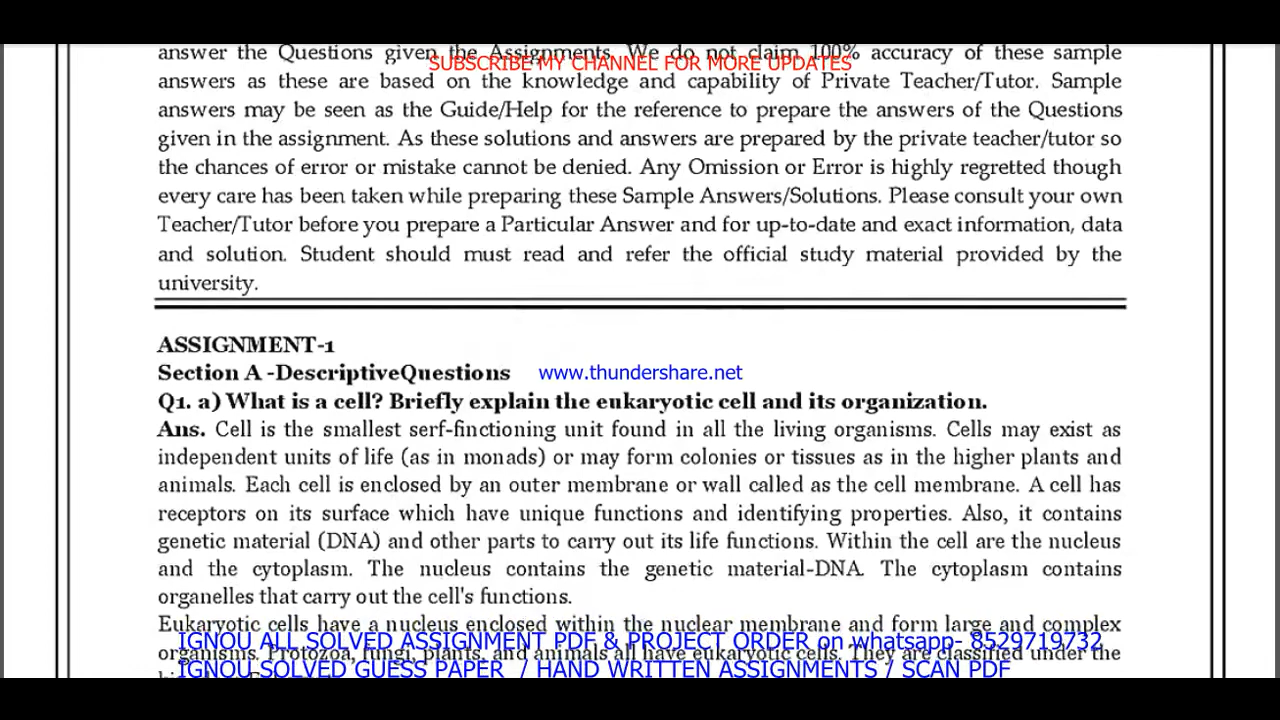 answer the Questions given the Assignments. We do not claim 100% accuracy of these sample
SUBSCRIBE MY CHANNEL FOR MORE UPDATES
answers as these are based on the knowledge and capability of Private Teacher/Tutor. Sample
answers may be seen as the Guide/Help for the reference to prepare the answers of the Questions
given in the assignment. As these solutions and answers are prepared by the private teacher/tutor so
the chances of error or mistake cannot be denied. Any Omission or Error is highly regretted though
every care has been taken while preparing these Sample Answers/Solutions. Please consult your own
Teacher/Tutor before you prepare a Particular Answer and for up-to-date and exact information, data
and solution. Student should must read and refer the official study material provided by the
university.
ASSIGNMENT-1
Section A -DescriptiveQuestions www.thundershare.net
Q1. a) What is a cell? Briefly explain the eukaryotic cell and its organization.
Ans. Cell is the smallest serf-finctioning unit found in all the living organisms. Cells may exist as
independent units of life (as in monads) or may form colonies or tissues as in the higher plants and
animals. Each cell is enclosed by an outer membrane or wall called as the cell membrane. A cell has
receptors on its surface which have unique functions and identifying properties. Also, it contains
genetic material (DNA) and other parts to carry out its life functions. Within the cell are the nucleus
and the cytoplasm. The nucleus contains the genetic material-DNA. The cytoplasm contains
organelles that carry out the cell's functions.
Eukaryotic cells have a nucleus enclosed within the nuclear membrane and form large and complex
IGNOU ALL SOLVED ASSIGNMENT PDF & PROJECT ORDER on whatsapp- 8529719732
organisms. Protozoa, fungi, plants, and animals all have eukaryotic cells. They are classified under the
IGNOU SOLVED GUESS PAPER / HAND WRITTEN ASSIGNMENTS / SCAN PDF